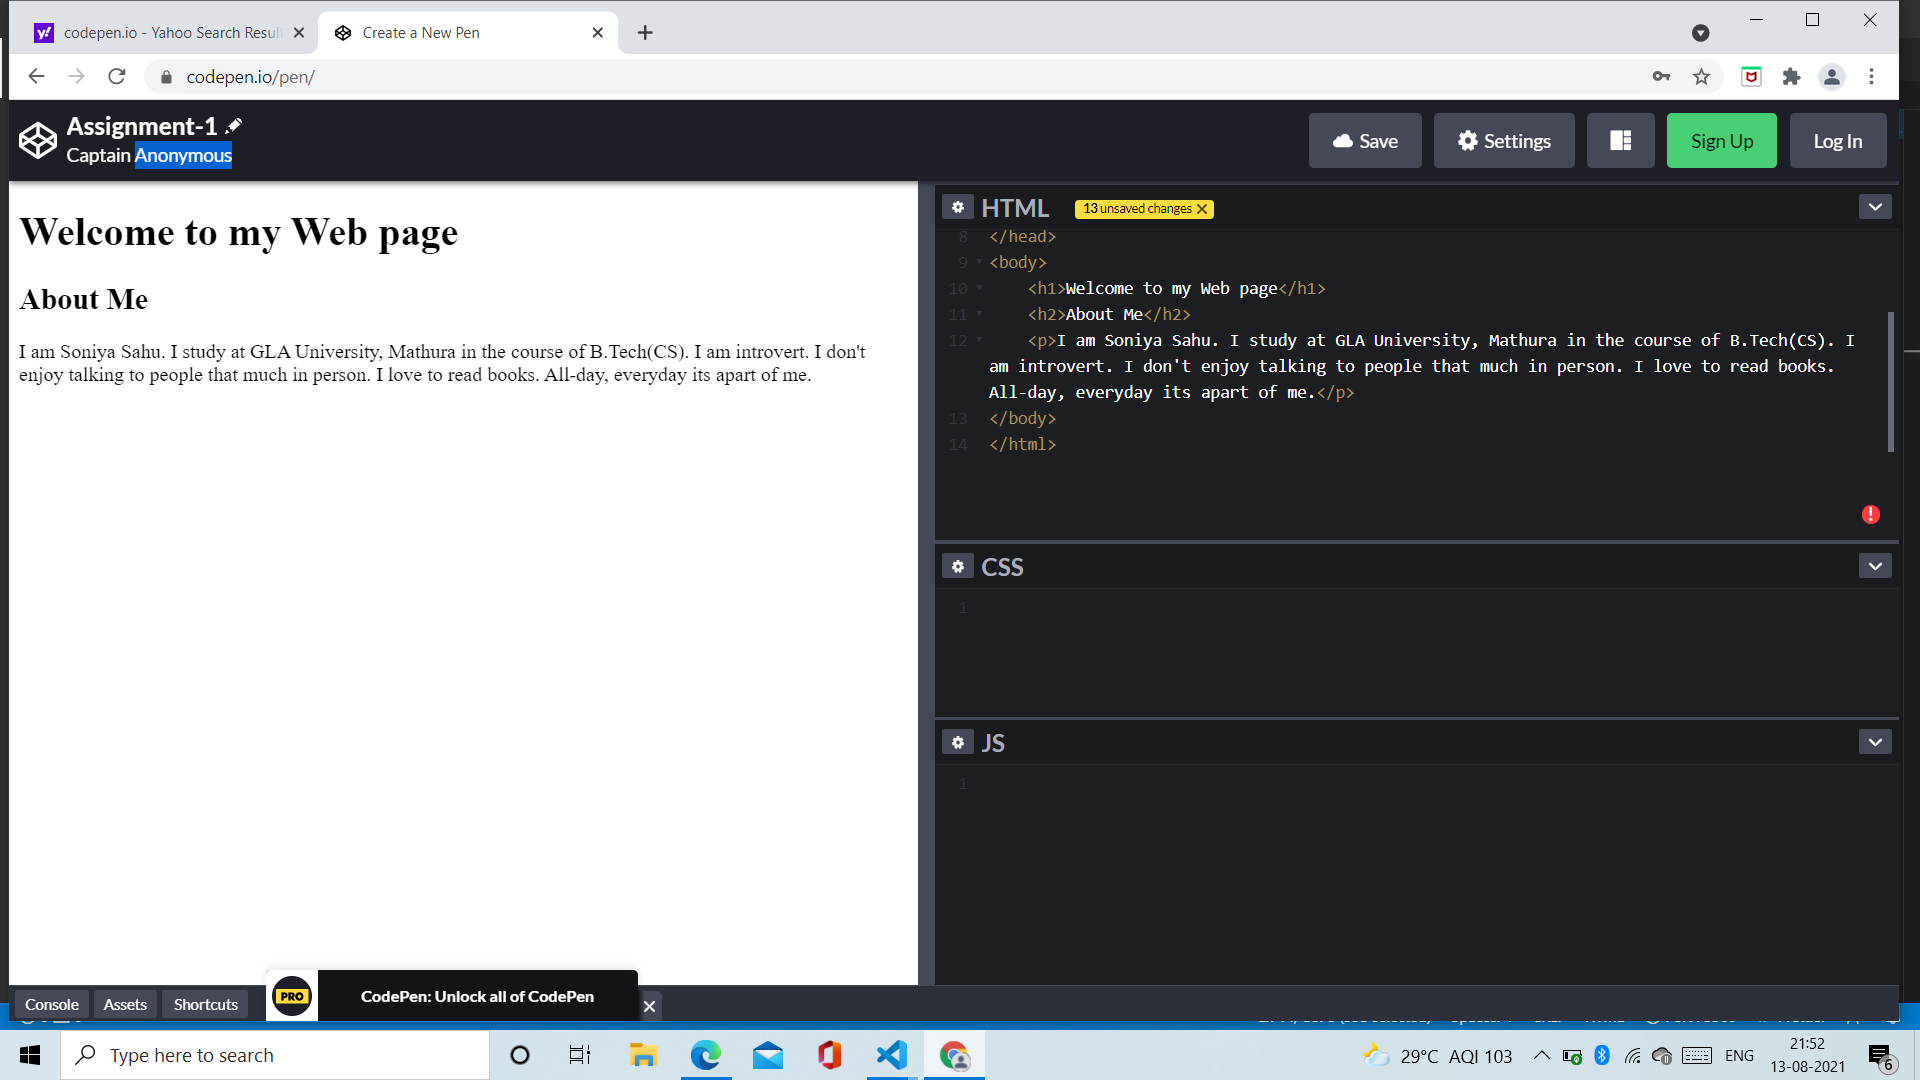 codepen.io - Yahoo Search Result
Create a New Pen
codepen.io/pen/
Assignment-1
Captain Anonymous
Save
Settings
Sign Up
Log In
Welcome to my Web page
About Me
I am Soniya Sahu. I study at GLA University, Mathura in the course of B.Tech(CS). I am introvert. I don't
enjoy talking to people that much in person. I love to read books. All-day, everyday its apart of me.
HTML
13 unsaved changes
8 </head>
9 <body>
10 <h1>Welcome to my Web page</h1>
11 <h2>About Me</h2>
12 <p>I am Soniya Sahu. I study at GLA University, Mathura in the course of B.Tech(CS). I
am introvert. I don't enjoy talking to people that much in person. I love to read books.
All-day, everyday its apart of me.</p>
13 </body>
14 </html>
CSS
1
JS
1
Console
Assets
Shortcuts
PRO
CodePen: Unlock all of CodePen
Type here to search
29°C AQI 103
ENG
21:52
13-08-2021
6